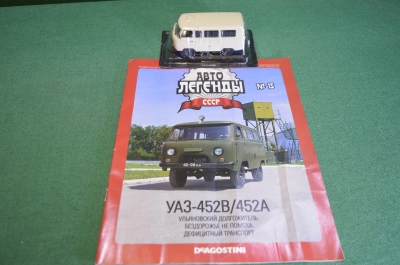 АВТО
ЛЕГЕНДЫ
СССР
№15
УАЗ-452В/452А
УЛЬЯНОВСКИЙ ДОЛГОЖИТЕЛЬ
БЕЗДОРОЖЬЕ НЕ ПОМЕХА
ДЕФИЦИТНЫЙ ТРАНСПОРТ
DEAGOSTINI